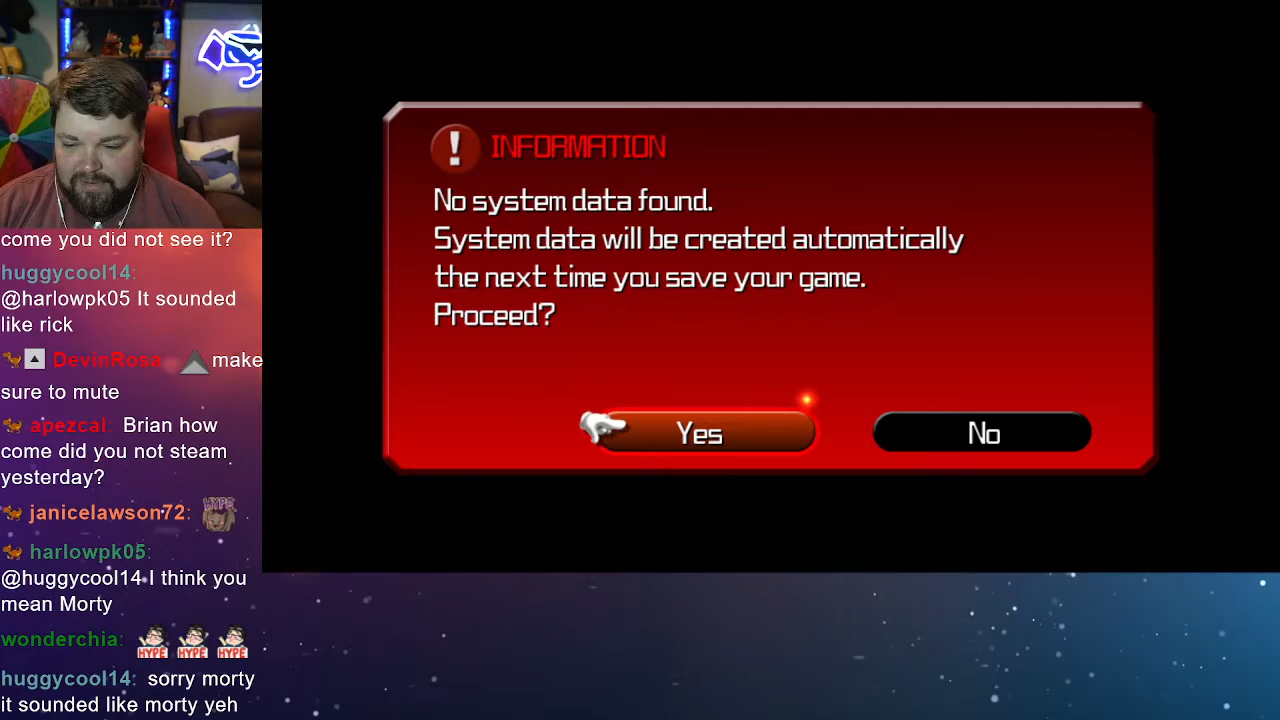 come you did not see it?
huggycool14:
@harlowpk05 It sounded
like rick
DevinRosa make
sure to mute
apezcal: Brian how
come did you not steam
yesterday?
janicelawson72: HYPE
harlowpk05:
@huggycool14 I think you
mean Morty
wonderchia: HYPE HYPE HYPE
huggycool14: sorry morty
it sounded like morty yeh
! INFORMATION
No system data found.
System data will be created automatically
the next time you save your game.
Proceed?
Yes
No